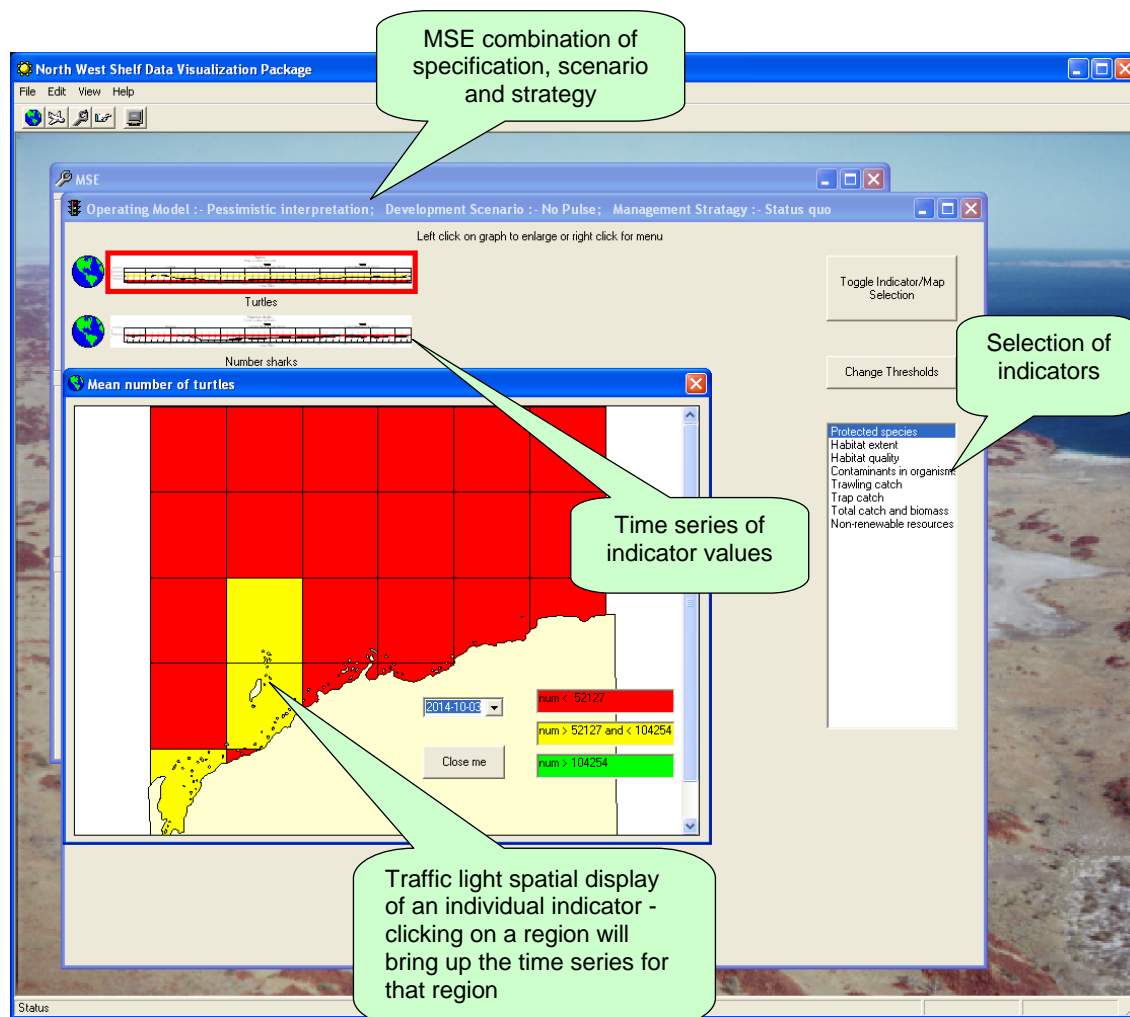 MSE combination of
specification, scenario
and strategy
North West Shelf Data Visualization Package
File Edit View Help
MSE
Operating Model :- Pessimistic interpretation; Development Scenario :- No Pulse; Management Stratagy :- Status quo
Left click on graph to enlarge or right click for menu
Turtles
Number sharks
Toggle Indicator/Map
Selection
Change Thresholds
Selection of
indicators
Protected species
Habitat extent
Habitat quality
Contaminants in organisms
Trawling catch
Trap catch
Total catch and biomass
Non-renewable resources
Mean number of turtles
Time series of
indicator values
2014-10-03
Close me
num < 52127
num > 52127 and < 104254
num > 104254
Traffic light spatial display
of an individual indicator -
clicking on a region will
bring up the time series for
that region
Status